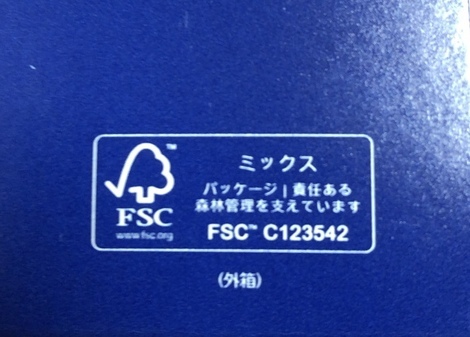 TM
ミックス
パッケージ | 責任ある
森林管理を支えています
FSC
www.fsc.org
FSC™ C123542
(外箱)